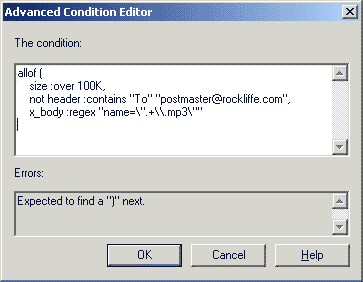 Advanced Condition Editor
The condition:
allof (
size :over 100K,
not header :contains "To" "postmaster@rockliffe.com",
x_body :regex "name=\".+\\.mp3\""
Errors:
Expected to find a ")" next.
OK Cancel Help